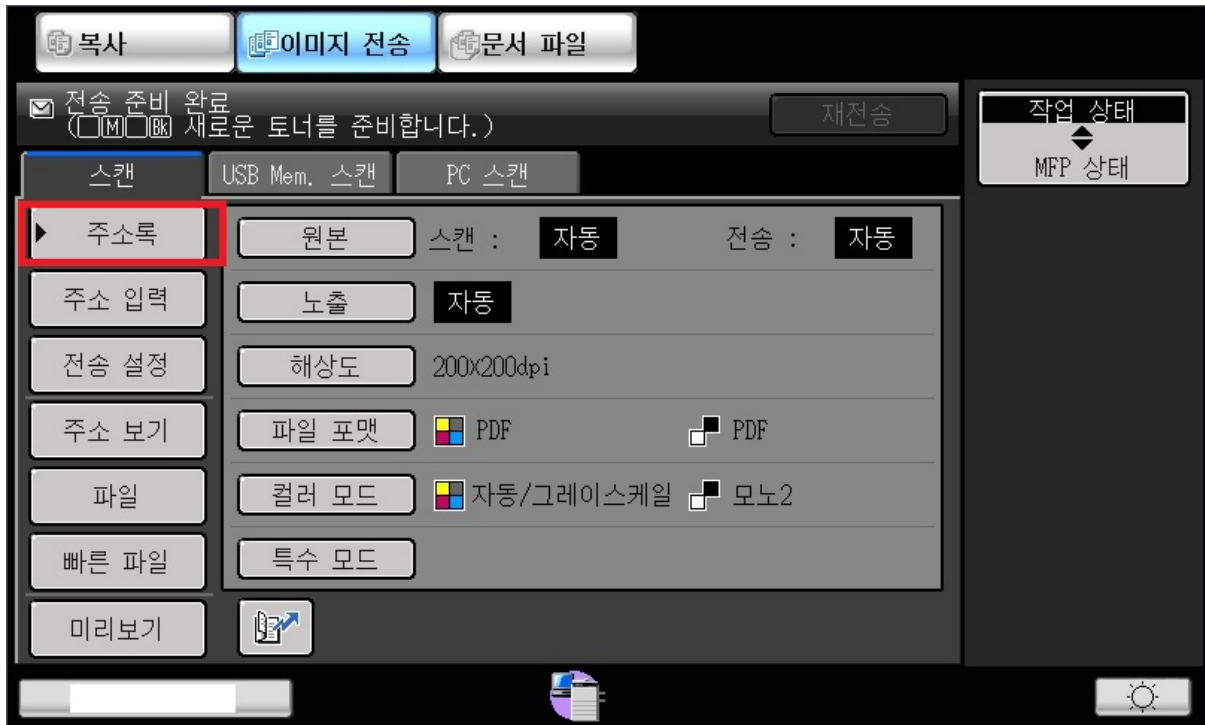 복사
이미지 전송
문서 파일
전송 준비 완료
(□M□BK 새로운 토너를 준비합니다.)
재전송
작업 상태
MFP 상태
스캔
USB Mem. 스캔
PC 스캔
주소록
원본 스캔 : 자동 전송 : 자동
주소 입력
노출 자동
전송 설정
해상도 200X200dpi
주소 보기
파일 포맷 PDF PDF
파일
컬러 모드 자동/그레이스케일 모노2
빠른 파일
특수 모드
미리보기